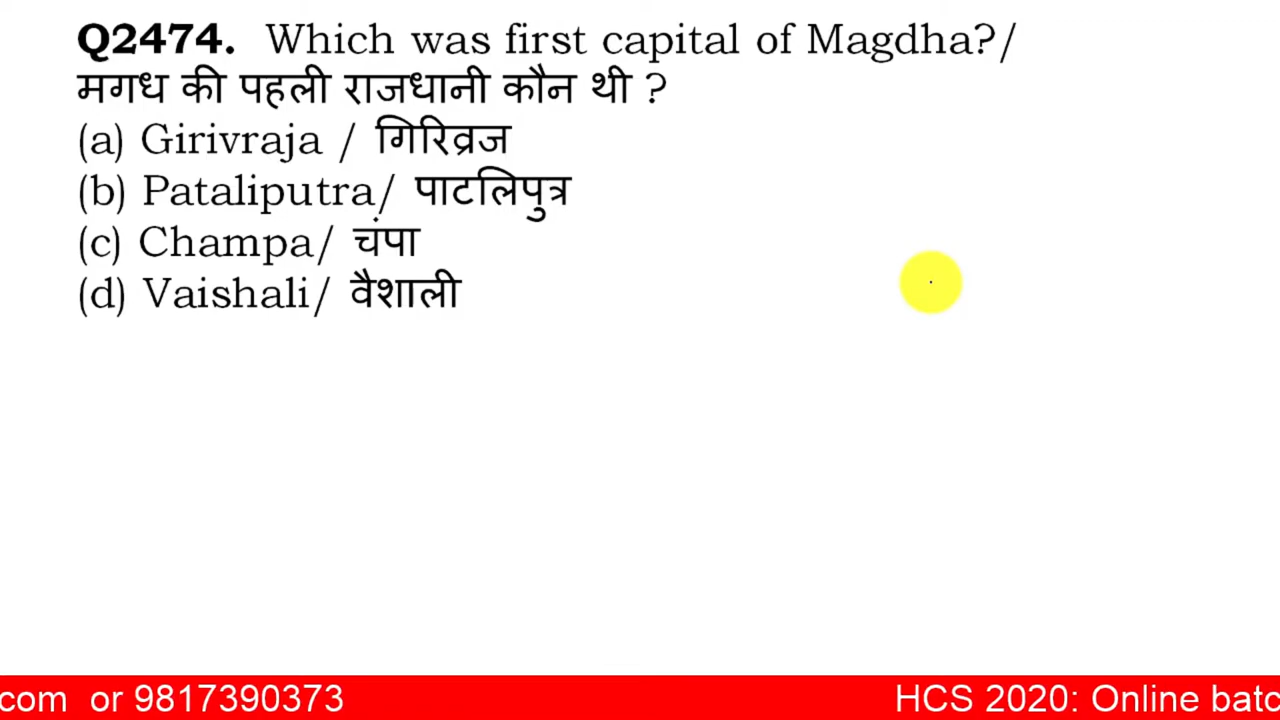 Q2474. Which was first capital of Magdha?/
मगध की पहली राजधानी कौन थी ?
(a) Girivraja / गिरिव्रज
(b) Pataliputra/ पाटलिपुत्र
(c) Champa/ चंपा
(d) Vaishali/ वैशाली
com or 9817390373 HCS 2020: Online batc